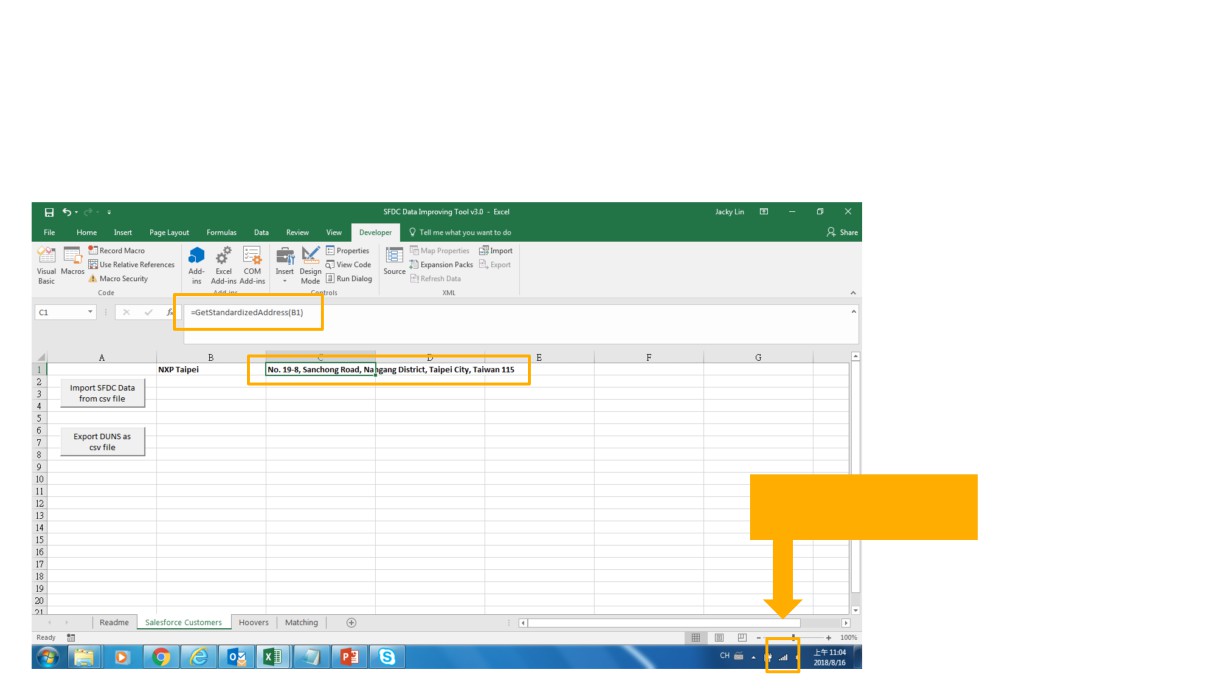 SFDC Data Improving Tool v3.0 - Excel
Jacky Lin
File Home Insert Page Layout Formulas Data Review View Developer Tell me what you want to do Share
Visual Basic
Macros
Record Macro
Use Relative References
Macro Security
Code
Add-ins
Excel Add-ins
COM Add-ins
Add-ins
Insert
Design Mode
Properties
View Code
Run Dialog
Controls
Source
Map Properties
Expansion Packs
Refresh Data
Import
Export
XML
C1 fx =GetStandardizedAddress(B1)
A B C D E F G
1 NXP Taipei No. 19-8, Sanchong Road, Nangang District, Taipei City, Taiwan 115
2
Import SFDC Data
3
from csv file
4
5
6
Export DUNS as
7
csv file
8
9
10
11
12
13
14
15
16
17
18
19
20
21
Readme Salesforce Customers Hoovers Matching
Ready 100%
CH 上午 11:04
2018/8/16